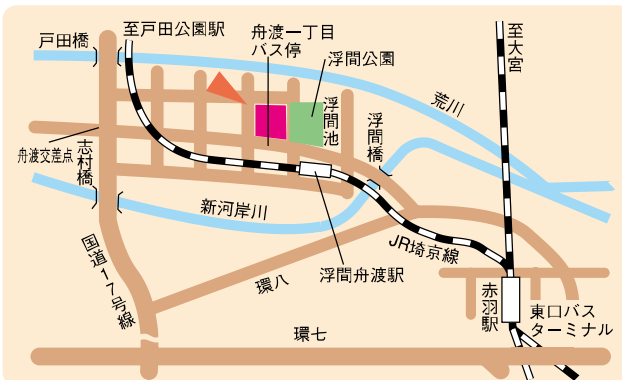 至戸田公園駅
戸田橋
舟渡一丁目
バス停
浮間公園
至大宮
荒川
浮間池
浮間橋
舟渡交差点
志村橋
新河岸川
国道17号線
JR埼京線
浮間舟渡駅
環八
赤羽駅
東口バス
ターミナル
環七